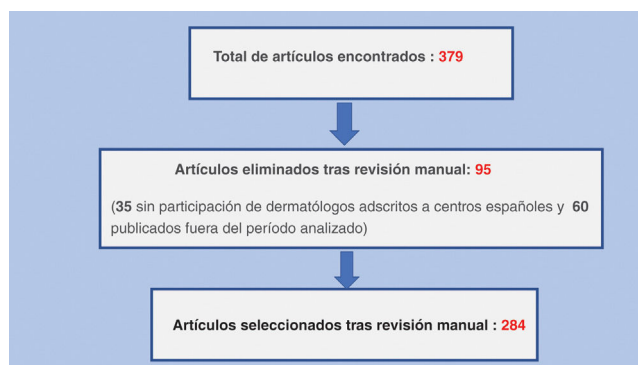 Total de artículos encontrados : 379
Artículos eliminados tras revisión manual: 95
(35 sin participación de dermatólogos adscritos a centros españoles y 60
publicados fuera del período analizado)
Artículos seleccionados tras revisión manual : 284